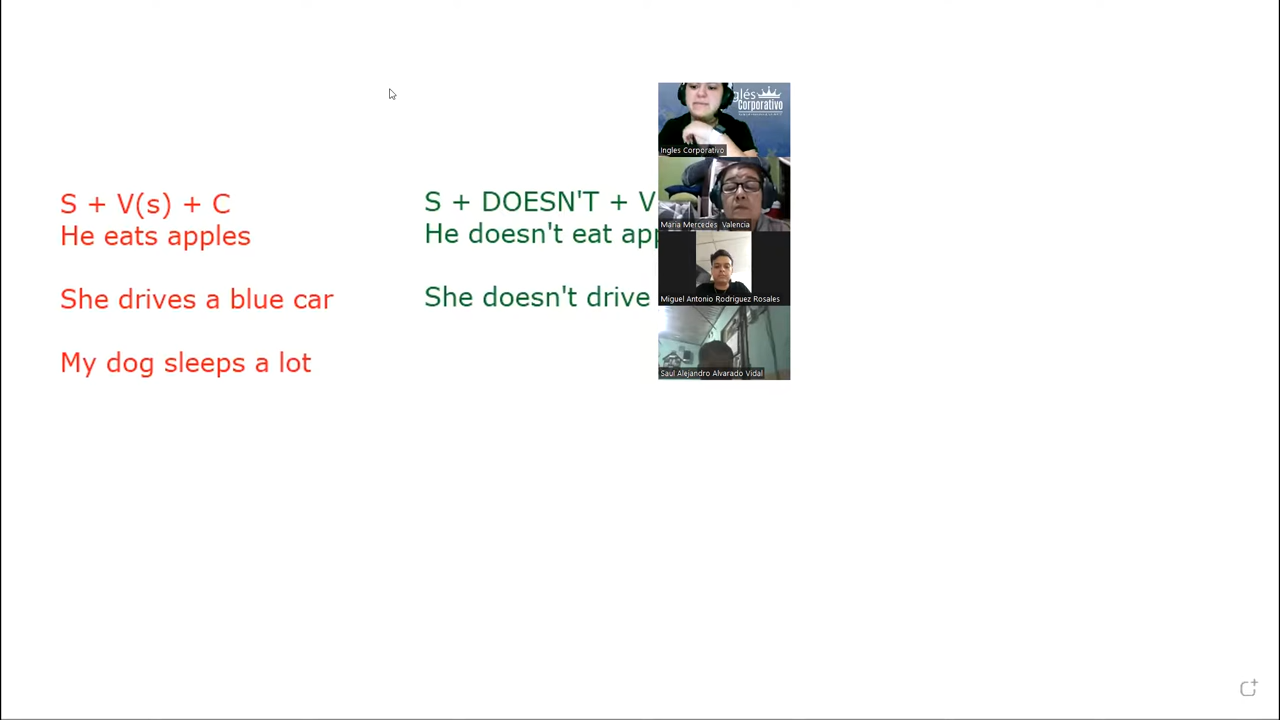 S + V(s) + C
He eats apples
She drives a blue car
My dog sleeps a lot
S + DOESN'T + V
He doesn't eat
She doesn't drive
Corporativo
Ingles Corporativo
Maria Mercedes Valencia
Miguel Antonio Rodriguez Rosales
Saul Alejandro Alvarado Vidal